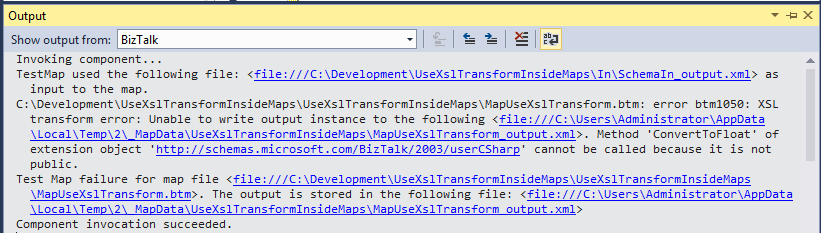 Output
Show output from: BizTalk
Invoking component...
TestMap used the following file: <file:///C:\Development\UseXslTransformInsideMaps\In\SchemaIn_output.xml> as
input to the map.
C:\Development\UseXslTransformInsideMaps\UseXslTransformInsideMaps\MapUseXslTransform.btm: error btm1050: XSL
transform error: Unable to write output instance to the following <file:///C:\Users\Administrator\AppData
\Local\Temp\2\_MapData\UseXslTransformInsideMaps\MapUseXslTransform_output.xml>. Method 'ConvertToFloat' of
extension object 'http://schemas.microsoft.com/BizTalk/2003/userCSharp' cannot be called because it is not
public.
Test Map failure for map file <file:///C:\Development\UseXslTransformInsideMaps\UseXslTransformInsideMaps
\MapUseXslTransform.btm>. The output is stored in the following file: <file:///C:\Users\Administrator\AppData
\Local\Temp\2\_MapData\UseXslTransformInsideMaps\MapUseXslTransform_output.xml>
Component invocation succeeded.